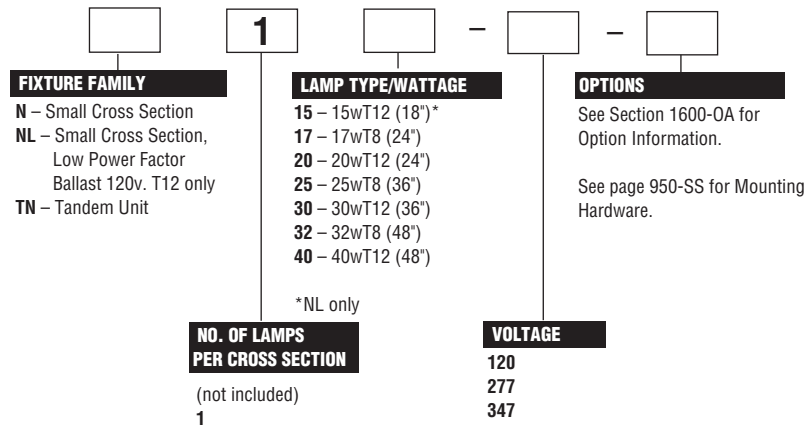 1
–
–
FIXTURE FAMILY
N – Small Cross Section
NL – Small Cross Section,
Low Power Factor
Ballast 120v. T12 only
TN – Tandem Unit
LAMP TYPE/WATTAGE
15 – 15wT12 (18")*
17 – 17wT8 (24")
20 – 20wT12 (24")
25 – 25wT8 (36")
30 – 30wT12 (36")
32 – 32wT8 (48")
40 – 40wT12 (48")
*NL only
OPTIONS
See Section 1600-OA for
Option Information.
See page 950-SS for Mounting
Hardware.
NO. OF LAMPS
PER CROSS SECTION
(not included)
1
VOLTAGE
120
277
347